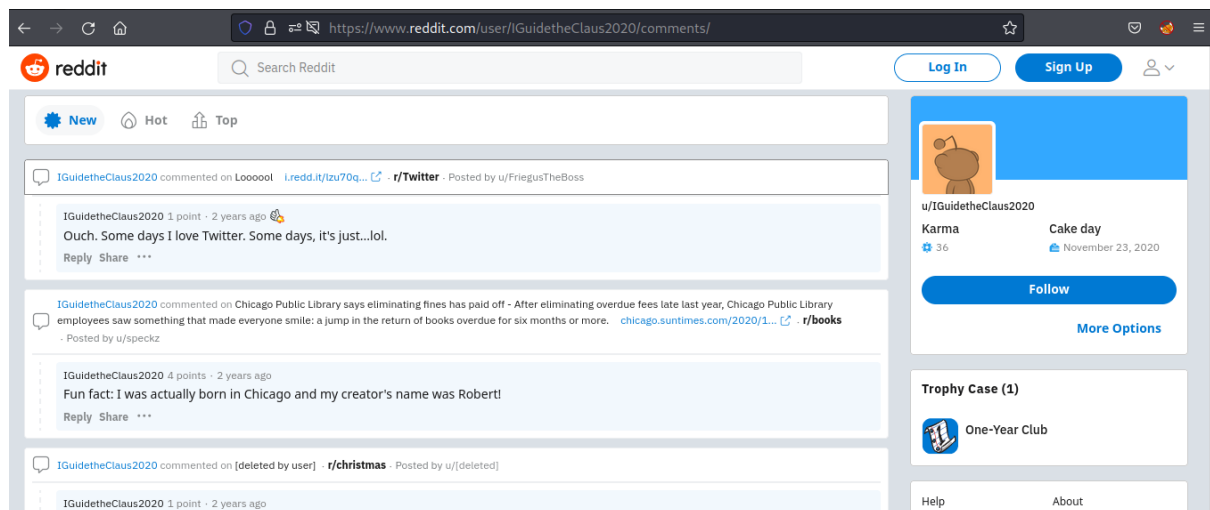 https://www.reddit.com/user/IGuidetheClaus2020/comments/
reddit
Search Reddit
Log In
Sign Up
New
Hot
Top
IGuidetheClaus2020 commented on Loooool i.redd.it/lzu70q... · r/Twitter · Posted by u/FriegusTheBoss
IGuidetheClaus2020 1 point · 2 years ago
Ouch. Some days I love Twitter. Some days, it's just...lol.
Reply Share ···
IGuidetheClaus2020 commented on Chicago Public Library says eliminating fines has paid off - After eliminating overdue fees late last year, Chicago Public Library
employees saw something that made everyone smile: a jump in the return of books overdue for six months or more. chicago.suntimes.com/2020/1... · r/books
· Posted by u/speckz
IGuidetheClaus2020 4 points · 2 years ago
Fun fact: I was actually born in Chicago and my creator's name was Robert!
Reply Share ···
IGuidetheClaus2020 commented on [deleted by user] · r/christmas · Posted by u/[deleted]
IGuidetheClaus2020 1 point · 2 years ago
u/IGuidetheClaus2020
Karma
Cake day
36
November 23, 2020
Follow
More Options
Trophy Case (1)
One-Year Club
Help
About